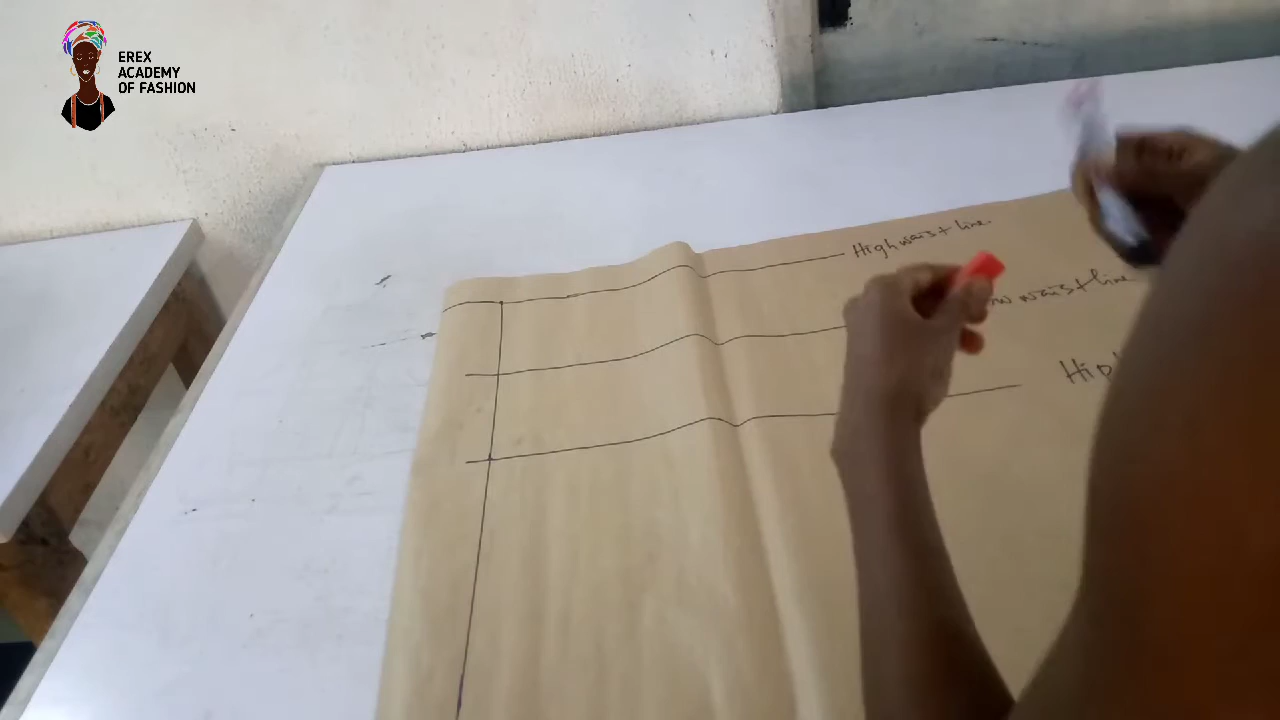 EREX
ACADEMY
OF FASHION
High waist line
waist line
Hip